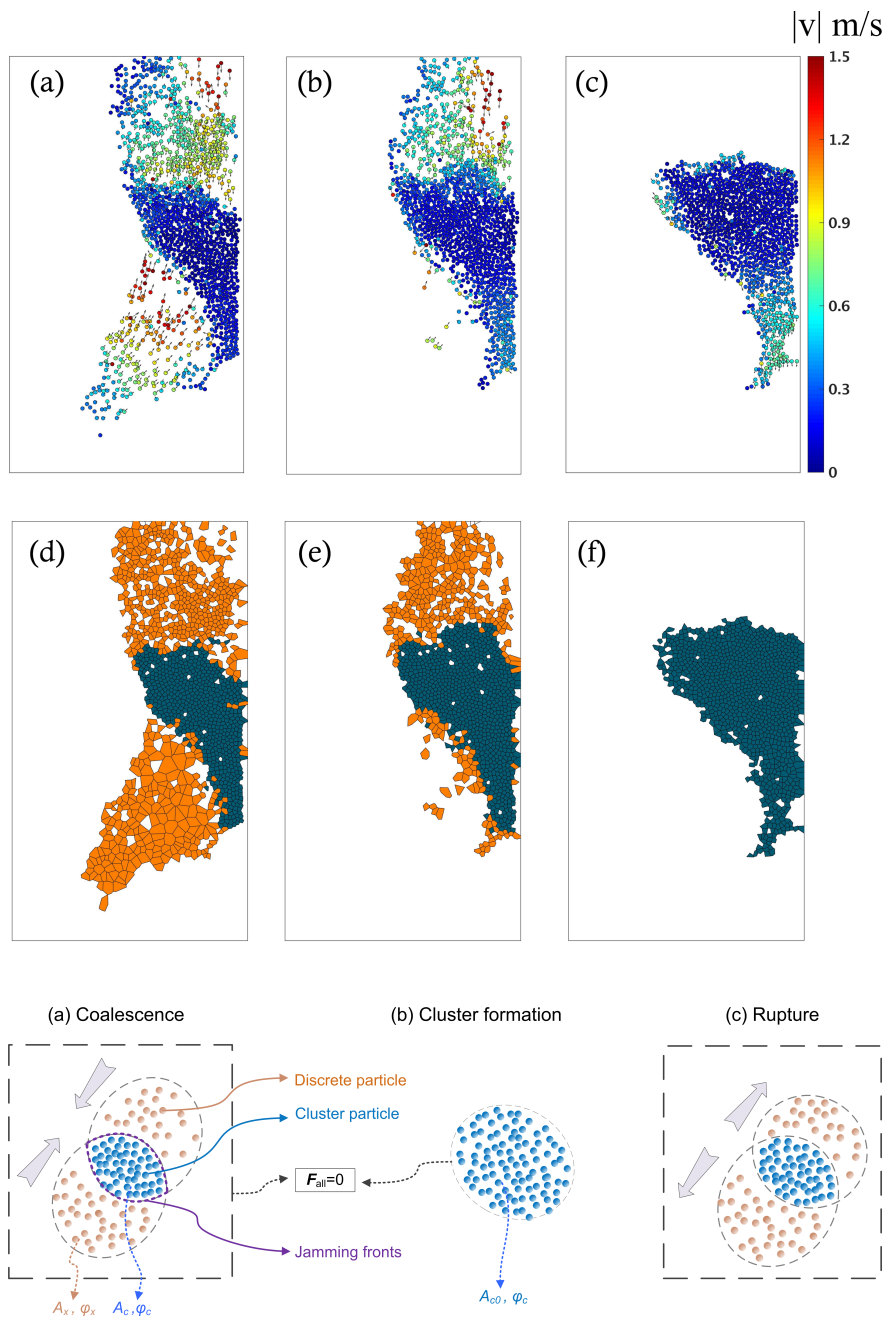 |v| m/s
(a)
(b)
(c)
1.5
1.2
0.9
0.6
0.3
0
(d)
(e)
(f)
(a) Coalescence
(b) Cluster formation
(c) Rupture
Discrete particle
Cluster particle
F_all=0
Jamming fronts
A_x, φ_x
A_c,φ_c
A_c0, φ_c